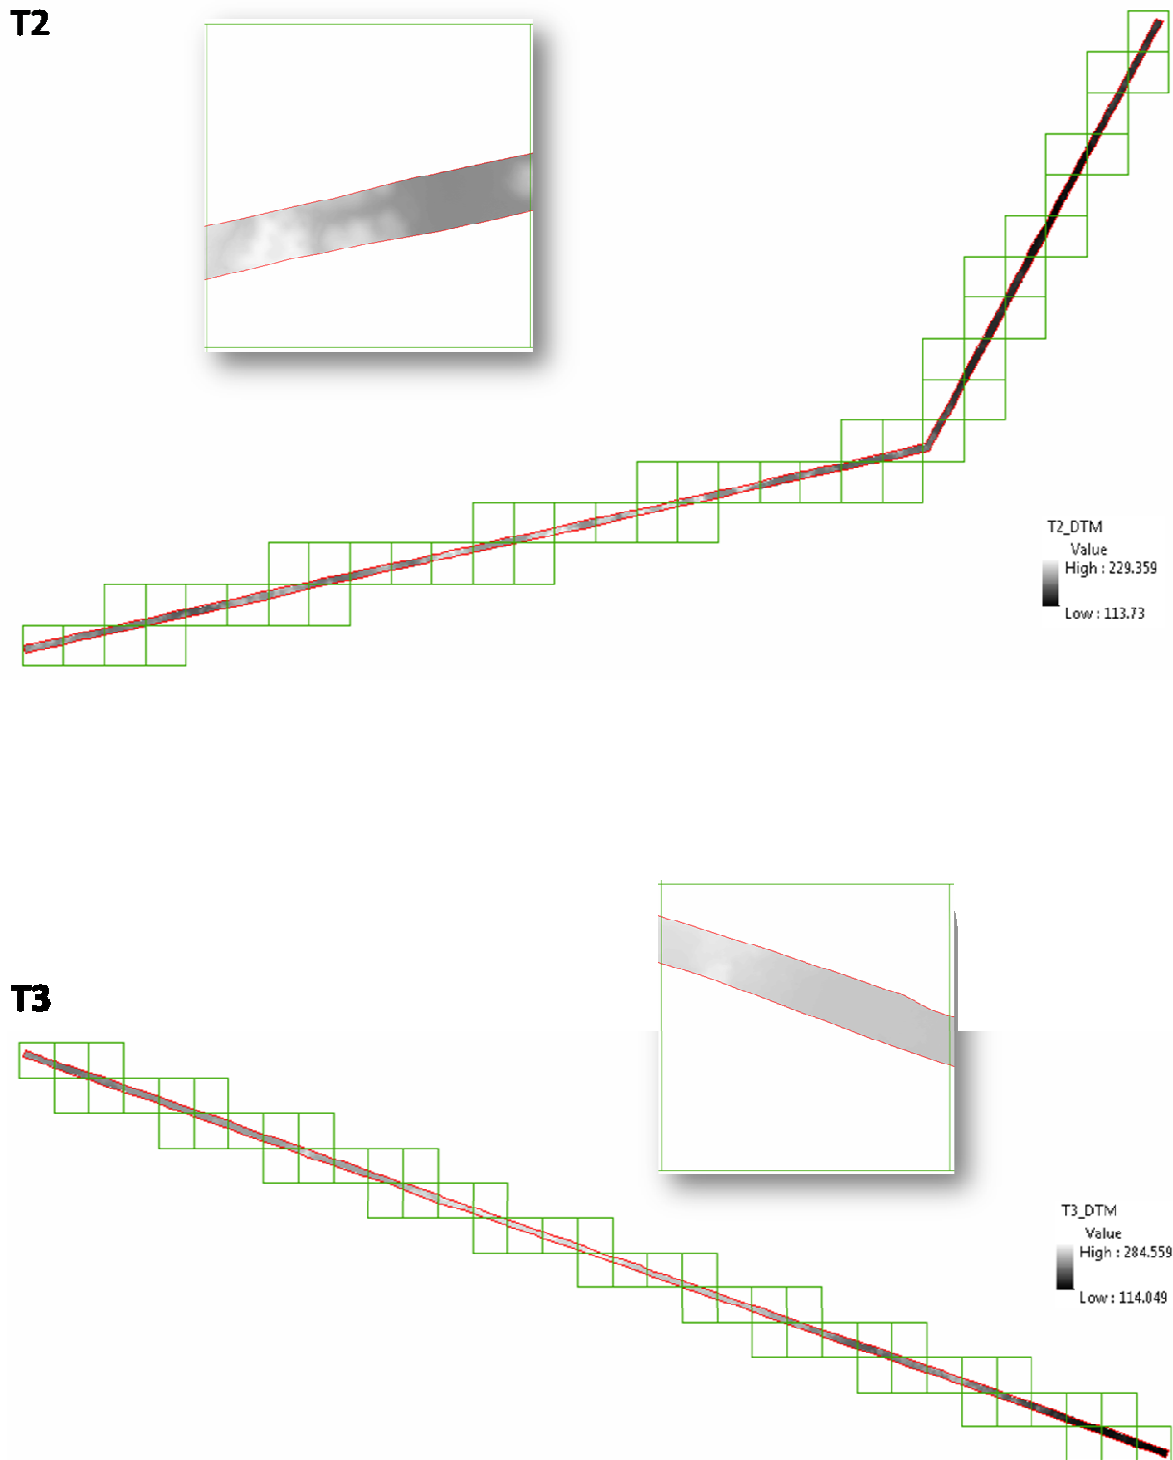 T2
T2_DTM
Value
High : 229.359
Low : 113.73
T3
T3_DTM
Value
High : 284.559
Low : 114.049